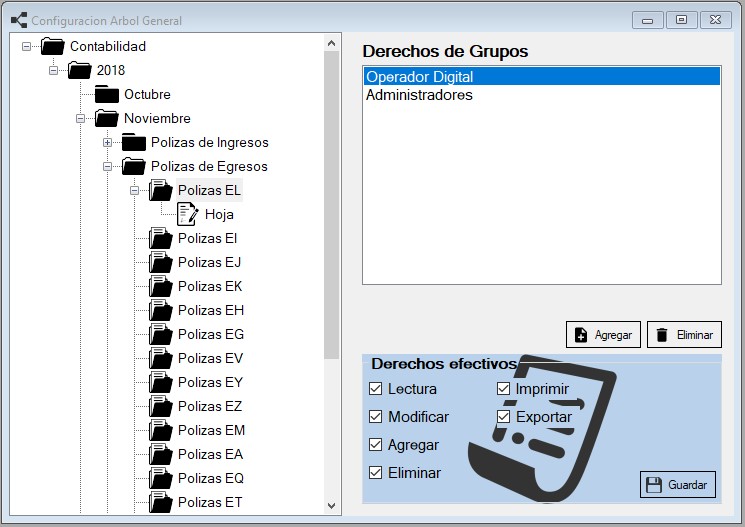 Configuracion Arbol General
Contabilidad
2018
Octubre
Noviembre
Polizas de Ingresos
Polizas de Egresos
Polizas EL
Hoja
Polizas EI
Polizas EJ
Polizas EK
Polizas EH
Polizas EG
Polizas EV
Polizas EY
Polizas EZ
Polizas EM
Polizas EA
Polizas EQ
Polizas ET
Derechos de Grupos
Operador Digital
Administradores
Agregar
Eliminar
Derechos efectivos
Lectura
Imprimir
Modificar
Exportar
Agregar
Eliminar
Guardar